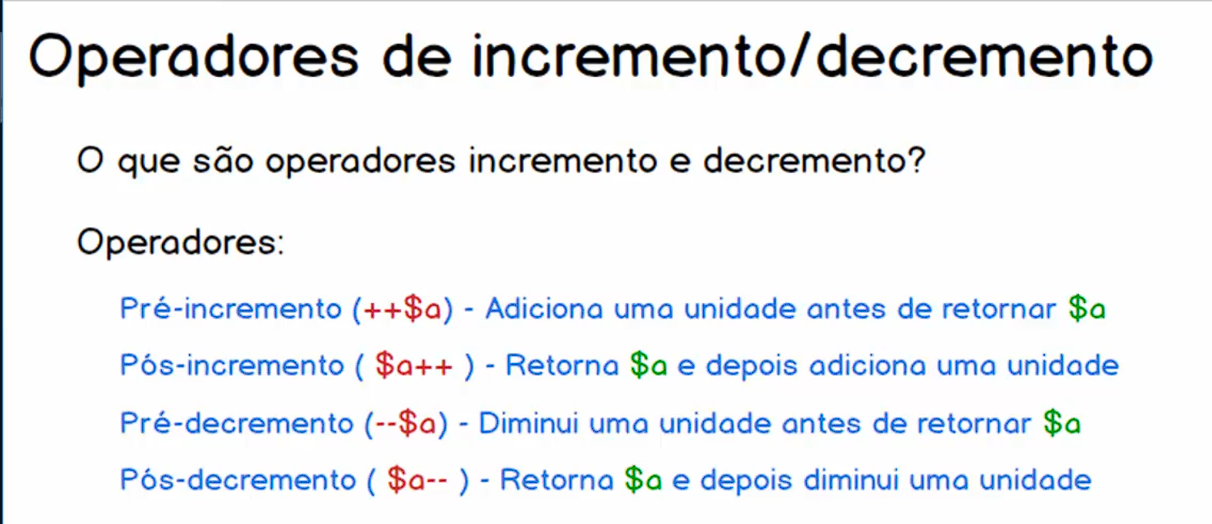 Operadores de incremento/decremento
O que são operadores incremento e decremento?
Operadores:
Pré-incremento (++$a) - Adiciona uma unidade antes de retornar $a
Pós-incremento ( $a++ ) - Retorna $a e depois adiciona uma unidade
Pré-decremento (--$a) - Diminui uma unidade antes de retornar $a
Pós-decremento ( $a-- ) - Retorna $a e depois diminui uma unidade